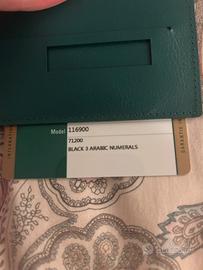 Model
116900
71200
BLACK 3 ARABIC NUMERALS